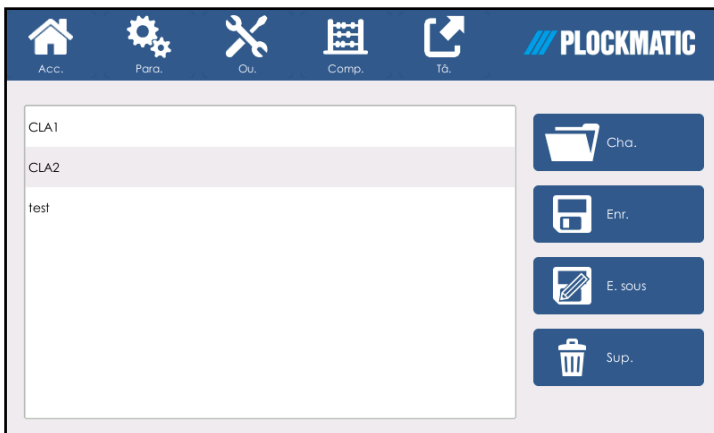 Acc.
Para.
Ou.
Comp.
Tâ.
PLOCKMATIC
CLA1
CLA2
test
Cha.
Enr.
E. sous
Sup.